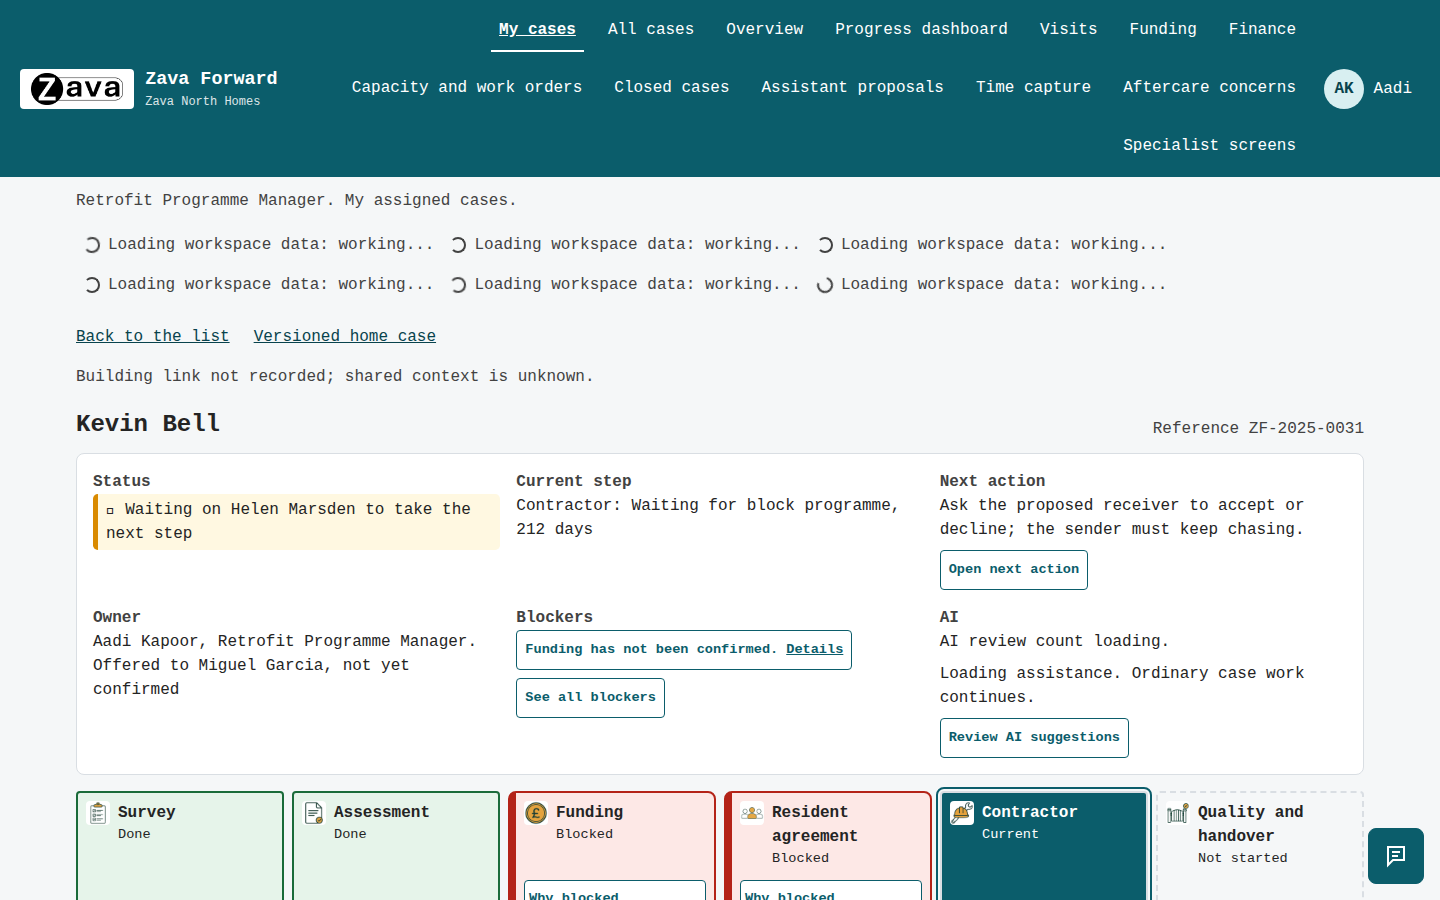 My cases All cases Overview Progress dashboard Visits Funding Finance
Zava
Zava Forward
Zava North Homes
Capacity and work orders Closed cases Assistant proposals Time capture Aftercare concerns
AK Aadi
Specialist screens
Retrofit Programme Manager. My assigned cases.
Loading workspace data: working... Loading workspace data: working... Loading workspace data: working...
Loading workspace data: working... Loading workspace data: working... Loading workspace data: working...
Back to the list Versioned home case
Building link not recorded; shared context is unknown.
Kevin Bell
Reference ZF-2025-0031
Status
Waiting on Helen Marsden to take the
next step
Current step
Contractor: Waiting for block programme,
212 days
Next action
Ask the proposed receiver to accept or
decline; the sender must keep chasing.
Open next action
Owner
Aadi Kapoor, Retrofit Programme Manager.
Offered to Miguel Garcia, not yet
confirmed
Blockers
Funding has not been confirmed. Details
See all blockers
AI
AI review count loading.
Loading assistance. Ordinary case work
continues.
Review AI suggestions
Survey
Done
Assessment
Done
Funding
Blocked
Why blocked
Resident
agreement
Blocked
Why blocked
Contractor
Current
Quality and
handover
Not started